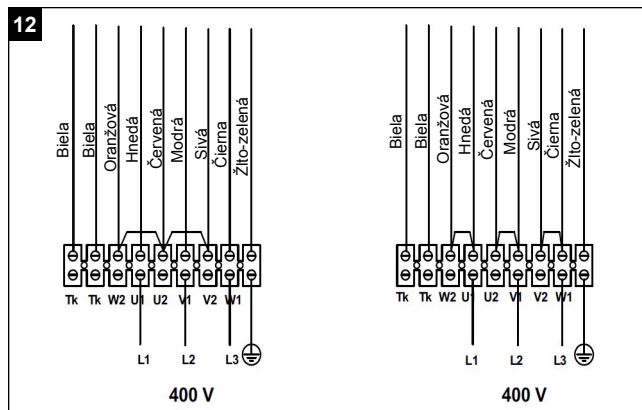 12
Biela
Biela
Oranžová
Hnedá
Červená
Modrá
Sivá
Čierna
Žlto-zelená
Tk Tk W2 U1 U2 V1 V2 W1
L1 L2 L3
400 V
Biela
Biela
Oranžová
Hnedá
Červená
Modrá
Sivá
Čierna
Žlto-zelená
Tk Tk W2 U1 U2 V1 V2 W1
L1 L2 L3
400 V